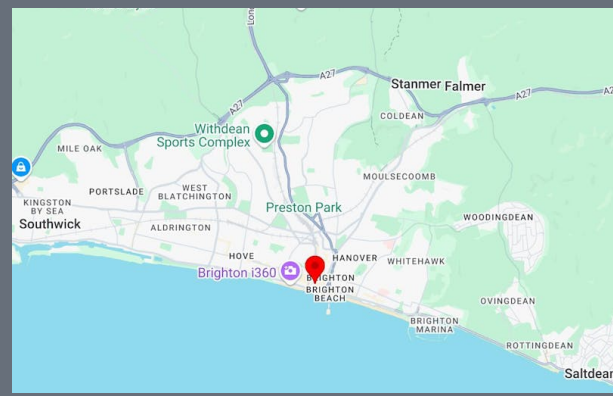 Lon
A27
Stanmer Falmer
A27
A27
COLDEAN
Withdean
Sports Complex
MILE OAK
MOULSECOOMB
PORTSLADE
WEST
BLATCHINGTON
KINGSTON
BY SEA
Preston Park
Southwick
ALDRINGTON
WOODINGDEAN
HOVE
HANOVER
WHITEHAWK
Brighton i360
BRIGHTON
BRIGHTON
BEACH
OVINGDEAN
BRIGHTON
MARINA
ROTTINGDEAN
Saltdean